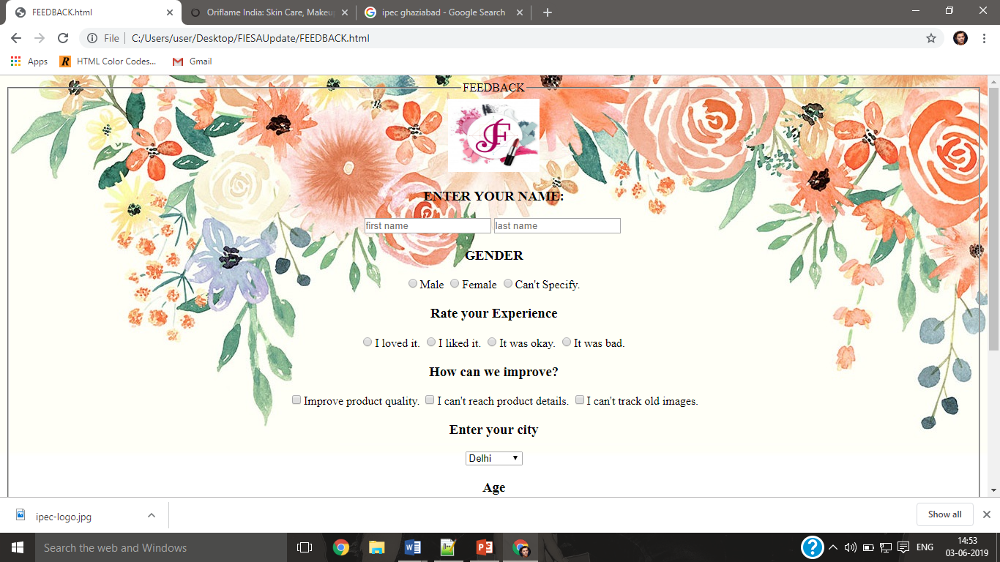 FEEDBACK.html
Oriflame India: Skin Care, Makeup
ipec ghaziabad - Google Search
File
C:/Users/user/Desktop/FIESAUpdate/FEEDBACK.html
Apps
HTML Color Codes...
Gmail
FEEDBACK
F
ENTER YOUR NAME:
first name last name
GENDER
Male Female Can't Specify.
Rate your Experience
I loved it. I liked it. It was okay. It was bad.
How can we improve?
Improve product quality. I can't reach product details. I can't track old images.
Enter your city
Delhi
Age
ipec-logo.jpg
Show all
Search the web and Windows
ENG
14:53
03-06-2019